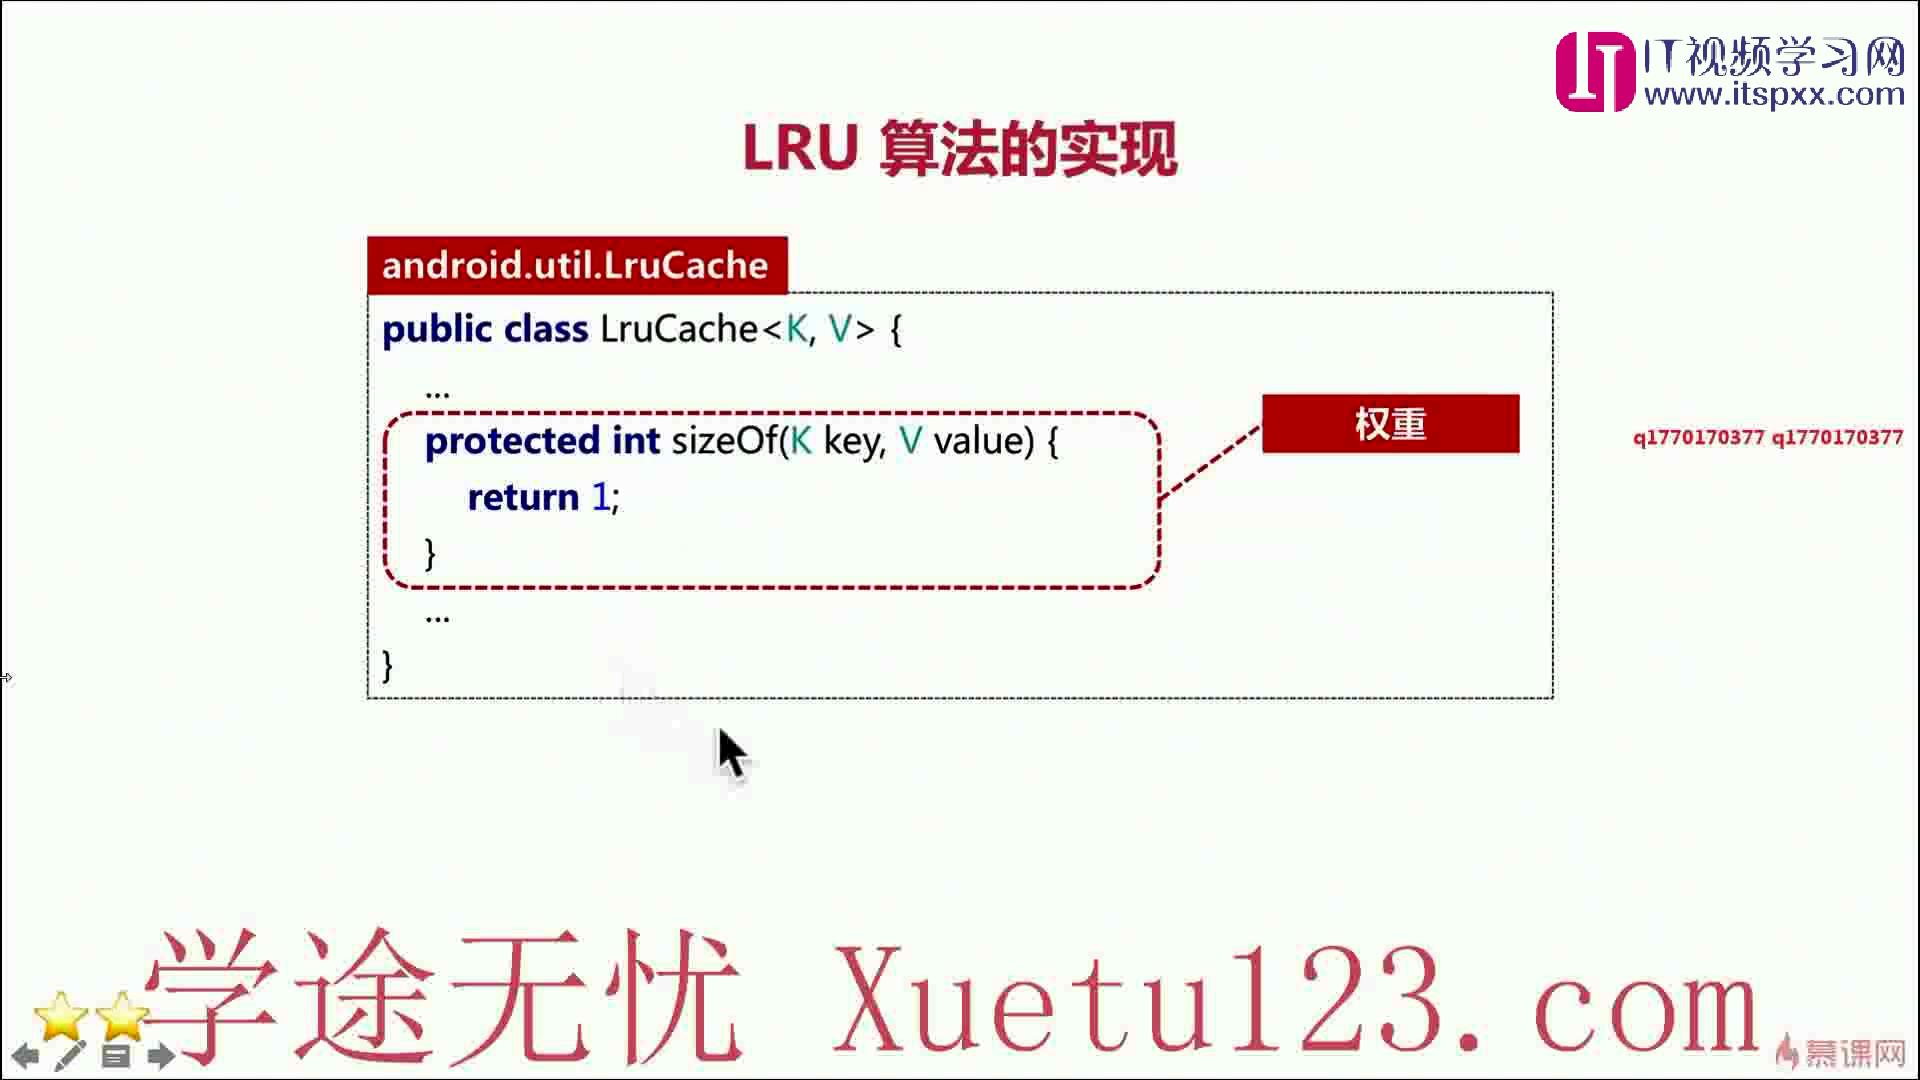 IT视频学习网
www.itspxx.com
LRU 算法的实现
android.util.LruCache
public class LruCache<K, V> {
...
protected int sizeOf(K key, V value) {
return 1;
}
...
}
权重
q1770170377 q1770170377
学途无忧 Xuetu123.com
慕课网